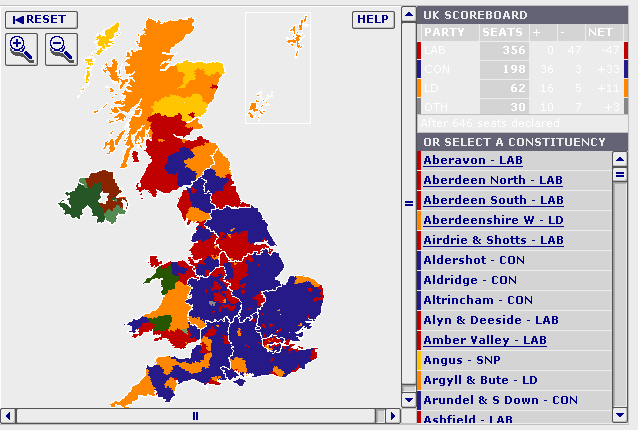 RESET
HELP
UK SCOREBOARD
PARTY SEATS + - NET
LAB 356 0 47 -47
CON 198 36 3 +33
LD 62 16 5 +11
OTH 30 10 7 +3
After 646 seats declared
OR SELECT A CONSTITUENCY
Aberavon - LAB
Aberdeen North - LAB
Aberdeen South - LAB
Aberdeenshire W - LD
Airdrie & Shotts - LAB
Aldershot - CON
Aldridge - CON
Altrincham - CON
Alyn & Deeside - LAB
Amber Valley - LAB
Angus - SNP
Argyll & Bute - LD
Arundel & S Down - CON
Ashfield - LAB